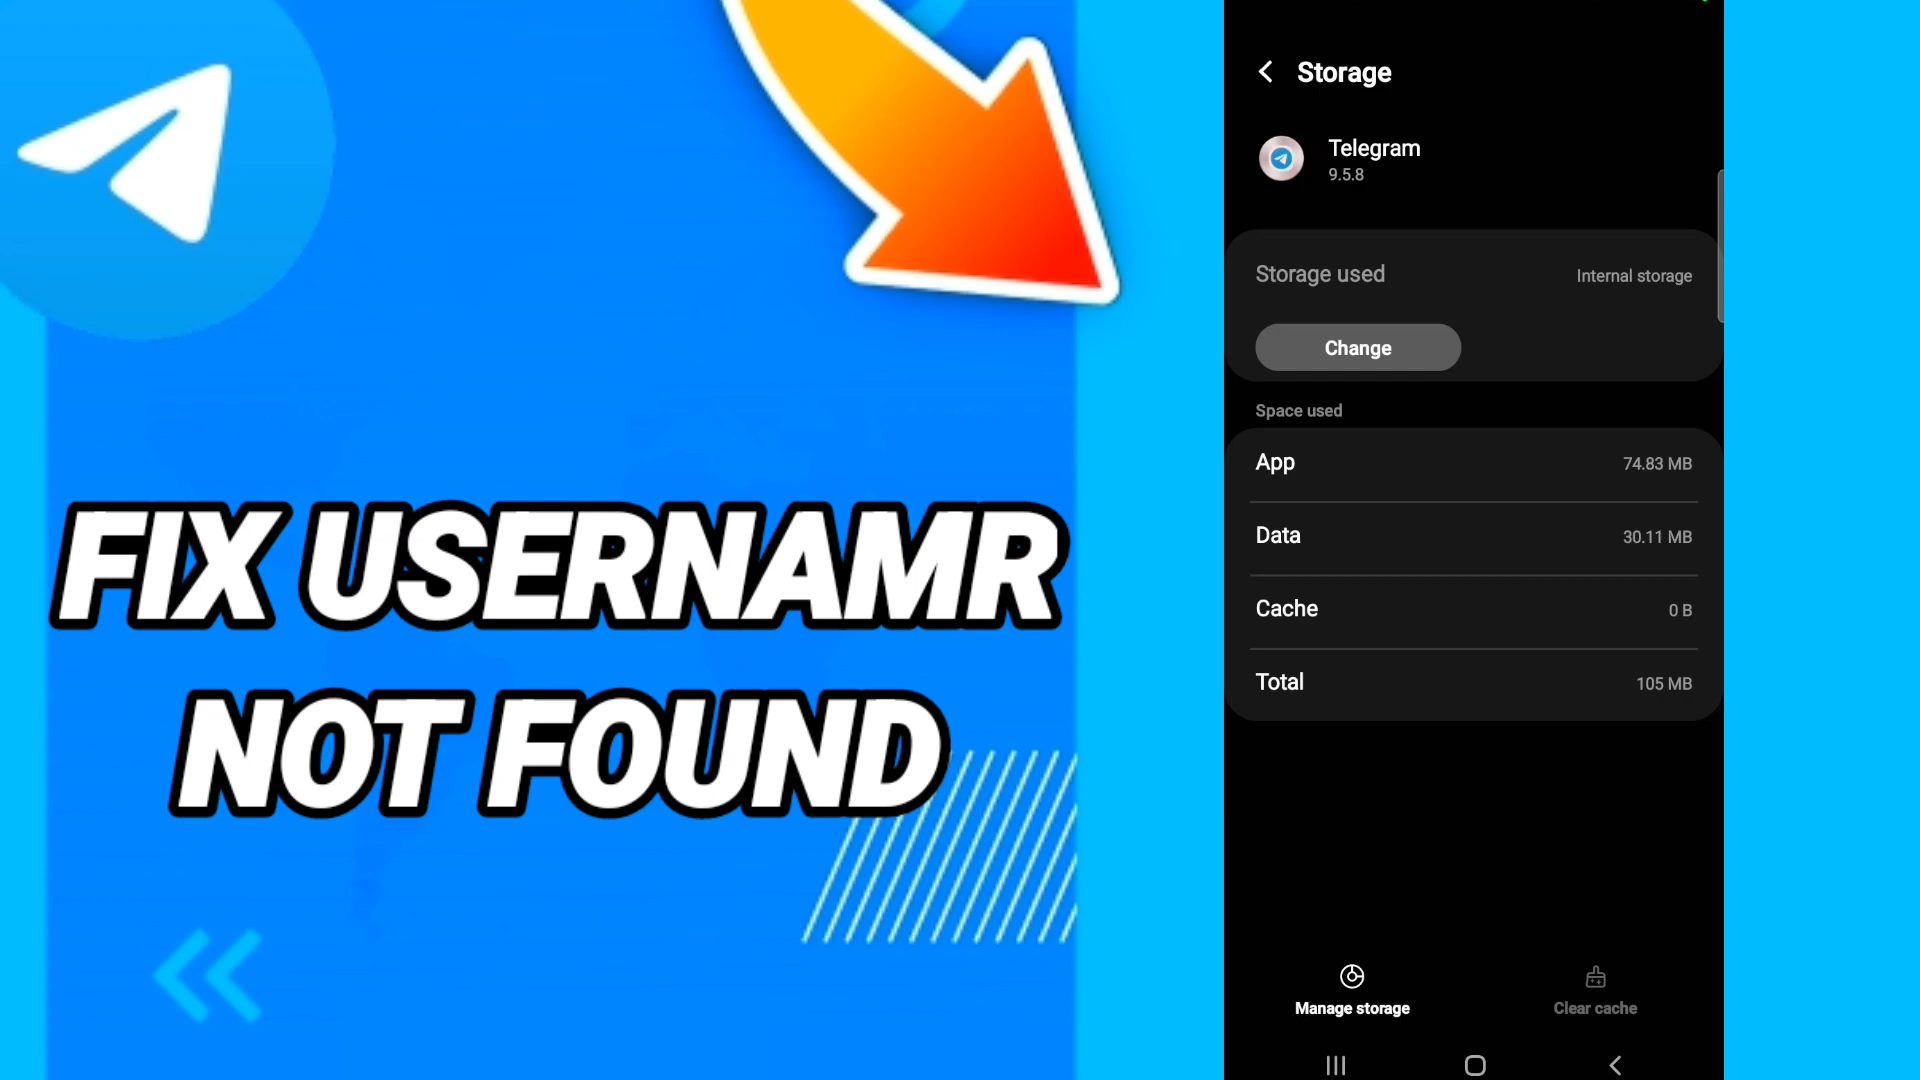 FIX USERNAMR
NOT FOUND
Storage
Telegram
9.5.8
Storage used
Internal storage
Change
Space used
App
74.83 MB
Data
30.11 MB
Cache
0 B
Total
105 MB
Manage storage
Clear cache